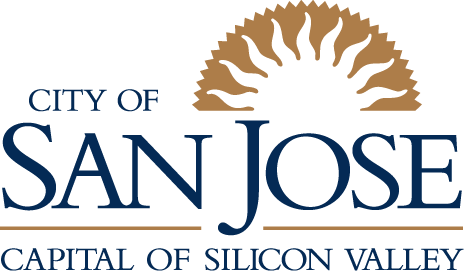 CITY OF
SAN JOSE
CAPITAL OF SILICON VALLEY